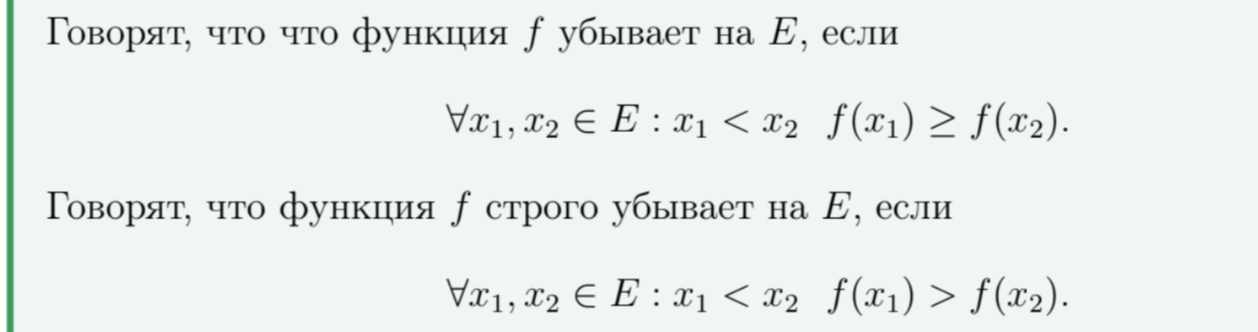 Говорят, что что функция f убывает на E, если
∀x₁, x₂ ∈ E : x₁ < x₂ f(x₁) ≥ f(x₂).
Говорят, что функция f строго убывает на E, если
∀x₁, x₂ ∈ E : x₁ < x₂ f(x₁) > f(x₂).